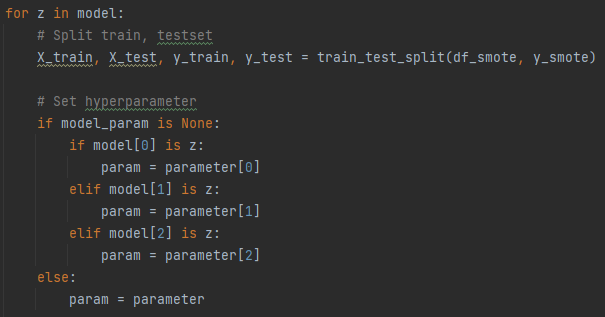 for z in model:
    # Split train, testset
    X_train, X_test, y_train, y_test = train_test_split(df_smote, y_smote)
    # Set hyperparameter
    if model_param is None:
        if model[0] is z:
            param = parameter[0]
        elif model[1] is z:
            param = parameter[1]
        elif model[2] is z:
            param = parameter[2]
    else:
        param = parameter